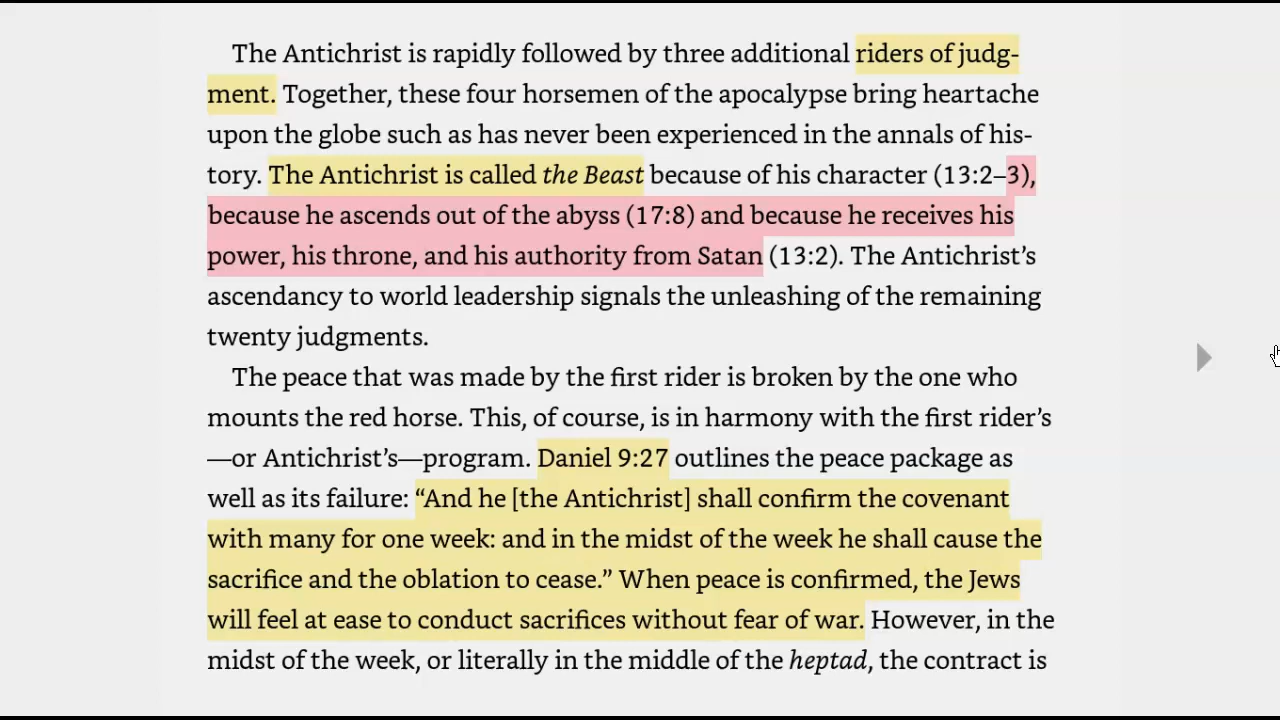 The Antichrist is rapidly followed by three additional riders of judg-
ment. Together, these four horsemen of the apocalypse bring heartache
upon the globe such as has never been experienced in the annals of his-
tory. The Antichrist is called the Beast because of his character (13:2–3),
because he ascends out of the abyss (17:8) and because he receives his
power, his throne, and his authority from Satan (13:2). The Antichrist’s
ascendancy to world leadership signals the unleashing of the remaining
twenty judgments.
The peace that was made by the first rider is broken by the one who
mounts the red horse. This, of course, is in harmony with the first rider’s
—or Antichrist’s—program. Daniel 9:27 outlines the peace package as
well as its failure: “And he [the Antichrist] shall confirm the covenant
with many for one week: and in the midst of the week he shall cause the
sacrifice and the oblation to cease.” When peace is confirmed, the Jews
will feel at ease to conduct sacrifices without fear of war. However, in the
midst of the week, or literally in the middle of the heptad, the contract is